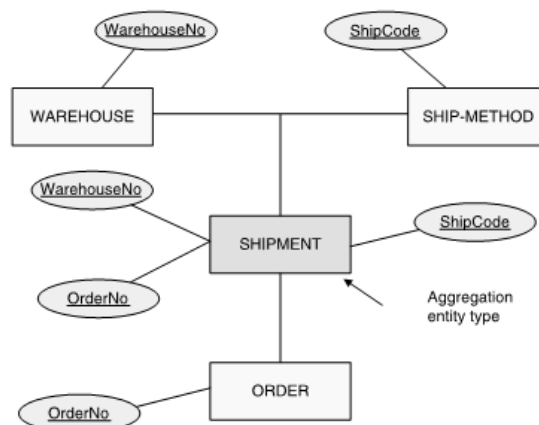 WarehouseNo
ShipCode
WAREHOUSE
SHIP-METHOD
WarehouseNo
ShipCode
SHIPMENT
OrderNo
Aggregation
entity type
ORDER
OrderNo